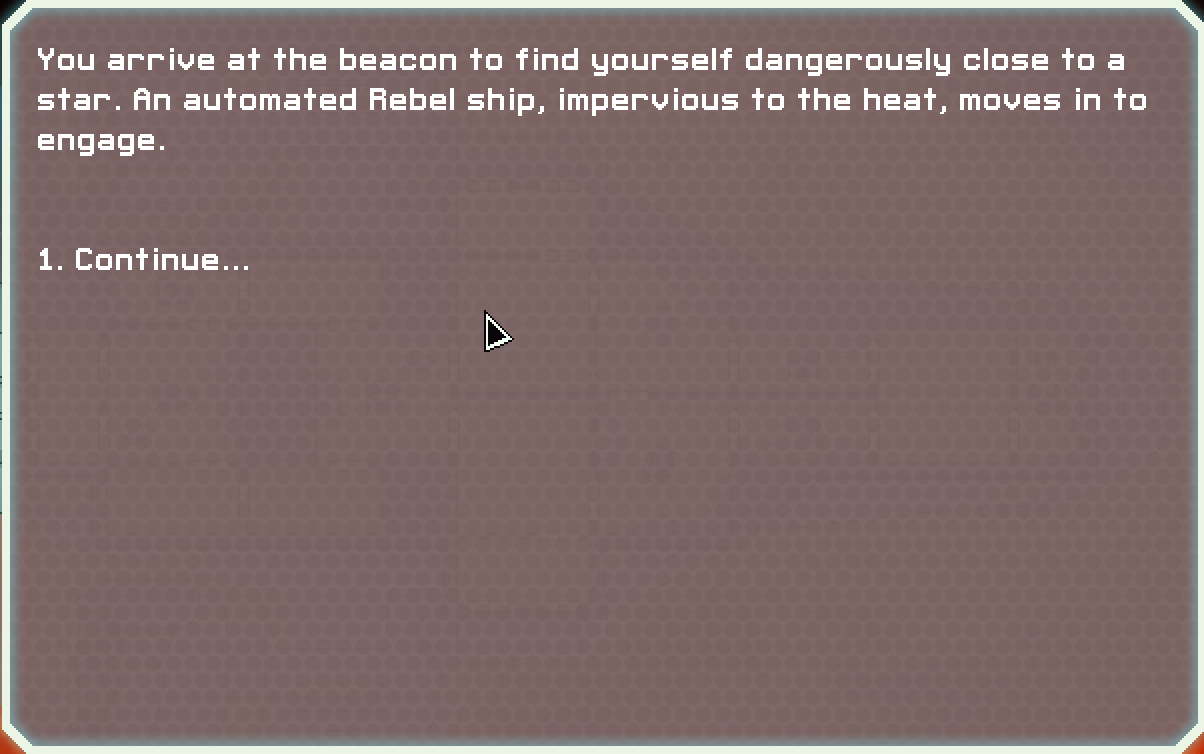 You arrive at the beacon to find yourself dangerously close to a
star. An automated Rebel ship, impervious to the heat, moves in to
engage.
1. Continue...